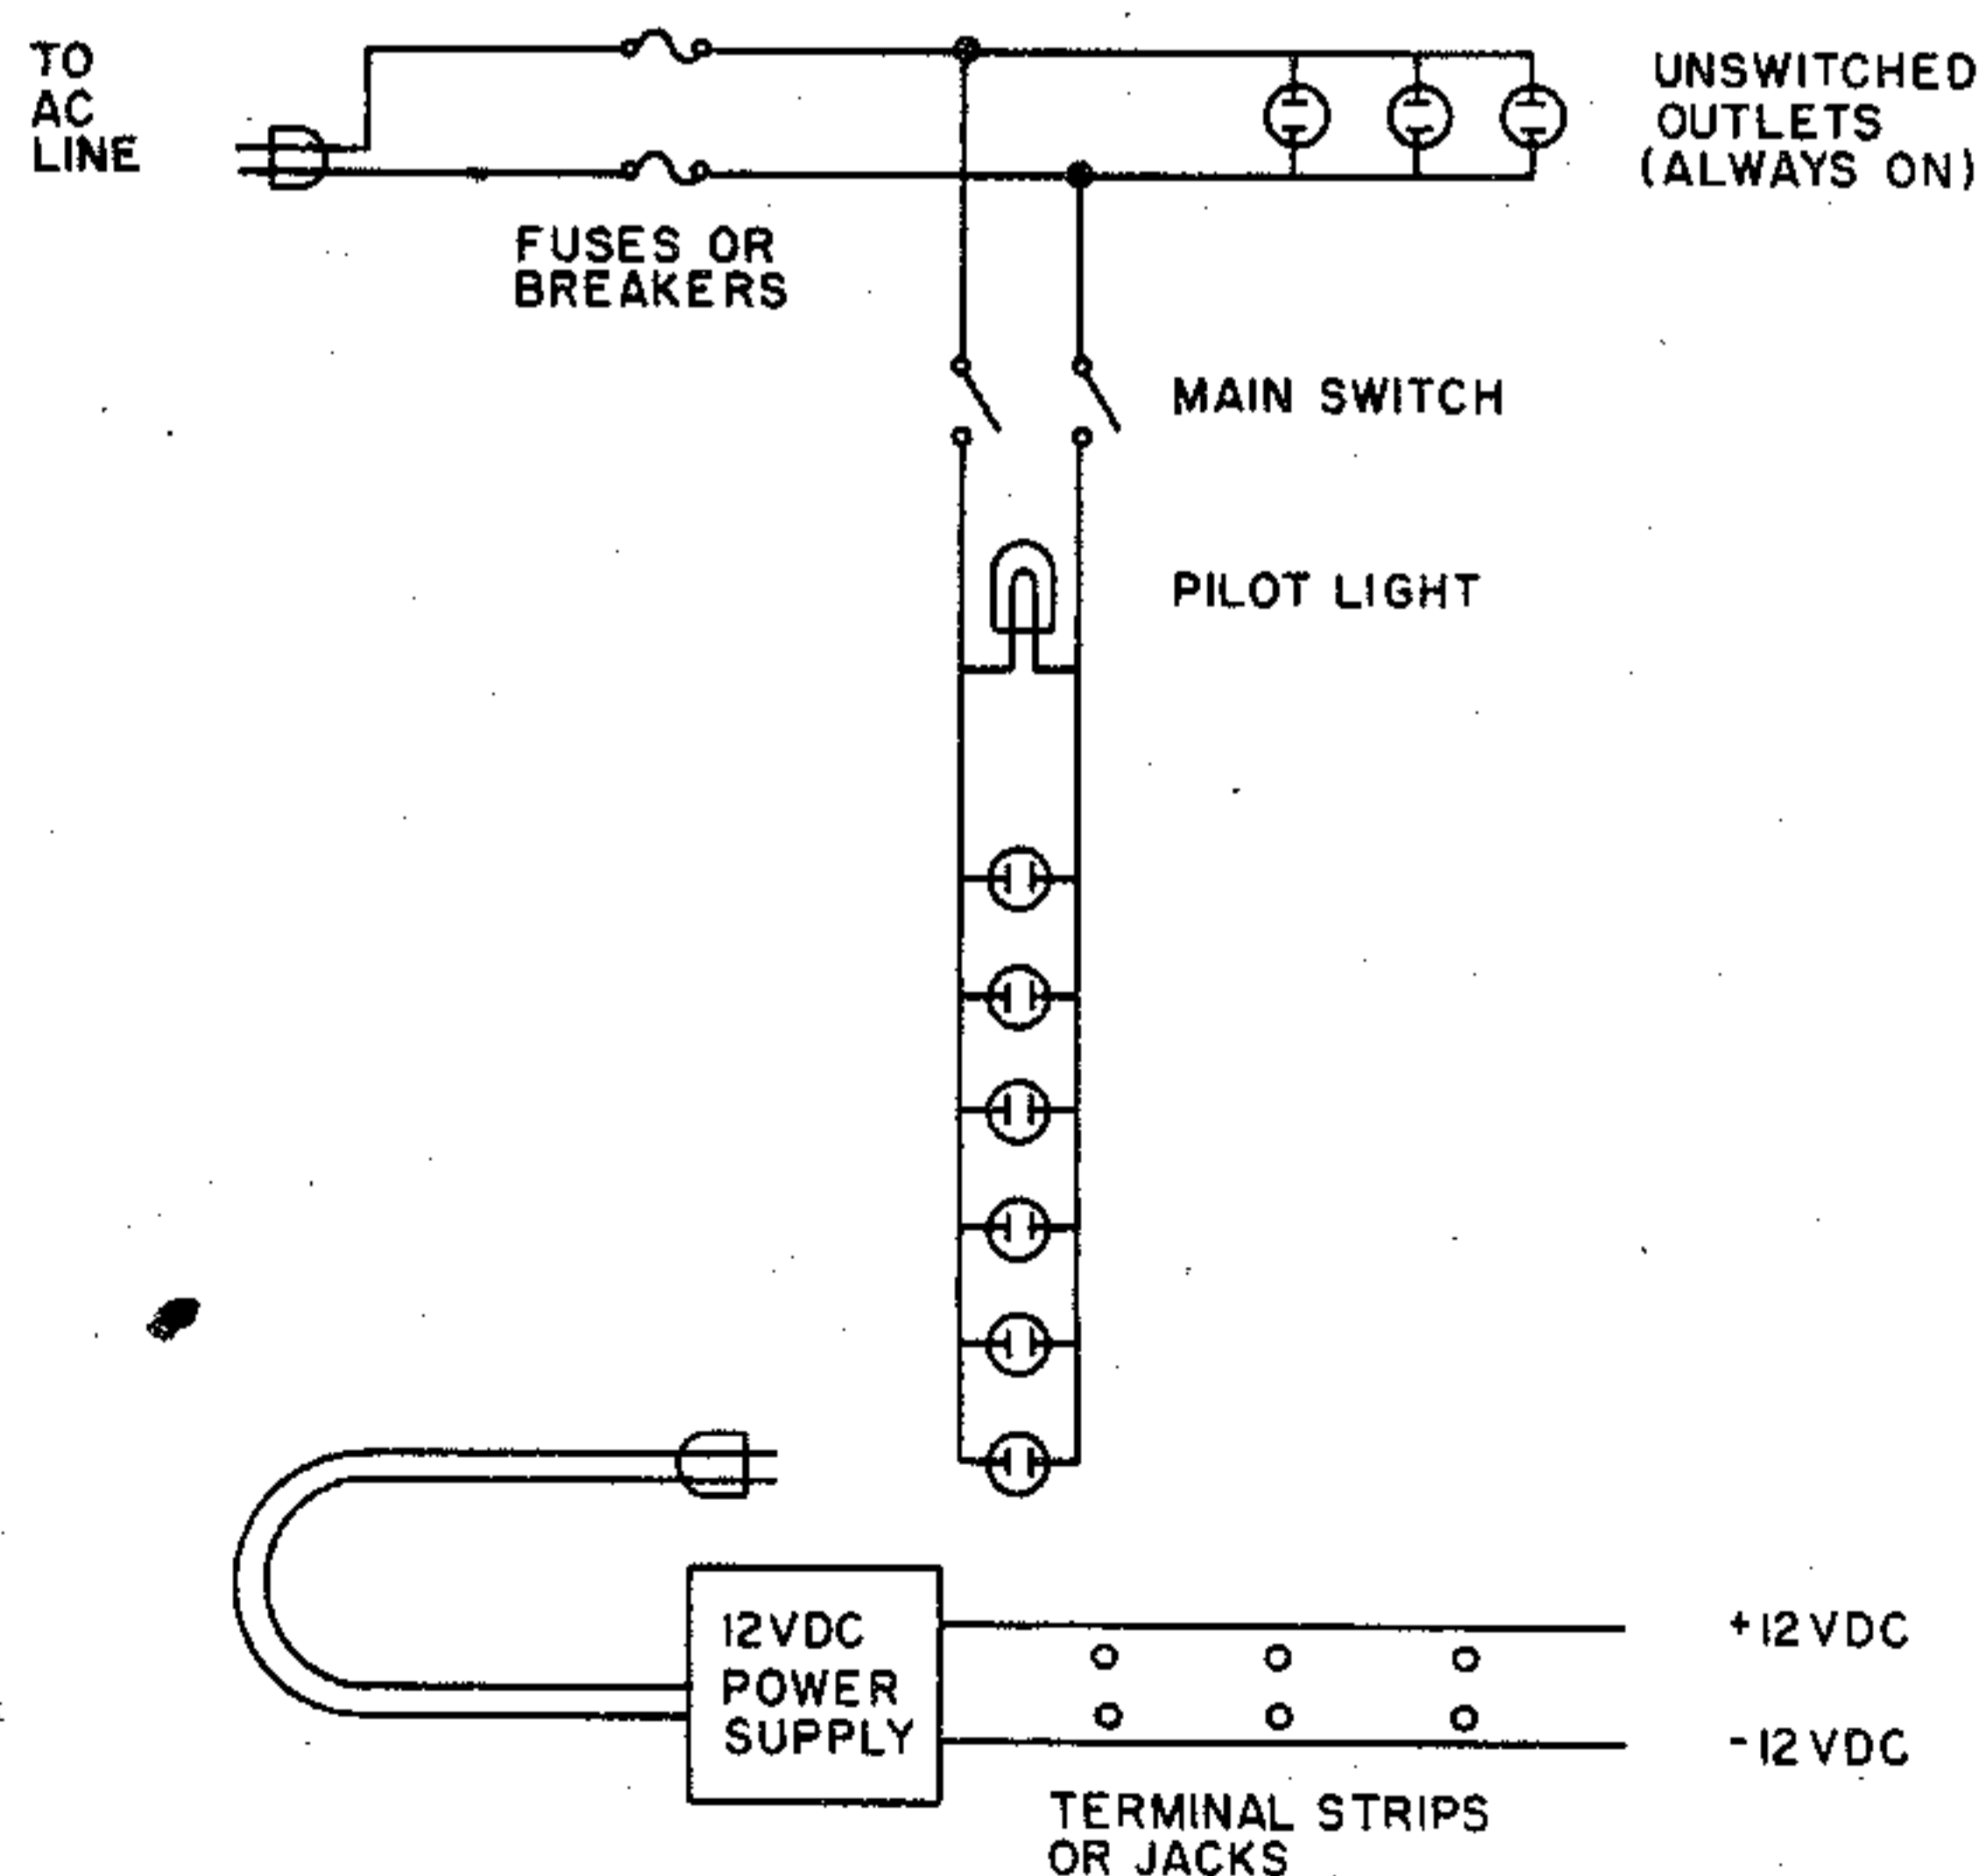 TO
AC
LINE
UNSWITCHED
OUTLETS
(ALWAYS ON)
FUSES OR
BREAKERS
MAIN SWITCH
PILOT LIGHT
12VDC
POWER
SUPPLY
+12VDC
-12VDC
TERMINAL STRIPS
OR JACKS